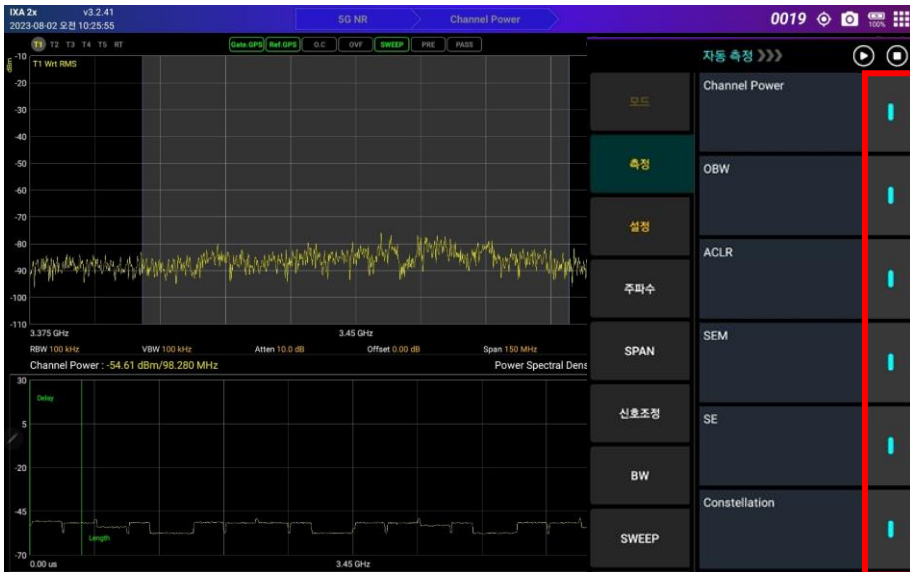 IXA 2x v3.2.41
2023-08-02 오전 10:25:55
5G NR
Channel Power
0019
100%
T1 T2 T3 T4 T5 RT
Gate:GPS Ref.GPS O.C OVF SWEEP PRE PASS
dBm
T1 Wrt RMS
-10
-20
-30
-40
-50
-60
-70
-80
-90
-100
-110
3.375 GHz 3.45 GHz
RBW 100 kHz VBW 100 kHz Atten 10.0 dB Offset 0.00 dB Span 150 MHz
Channel Power : -54.61 dBm/98.280 MHz Power Spectral Dens
30
5
-20
-45
-70
Delay
Length
0.00 us 3.45 GHz
모드
측정
설정
주파수
SPAN
신호조정
BW
SWEEP
자동 측정
Channel Power
OBW
ACLR
SEM
SE
Constellation